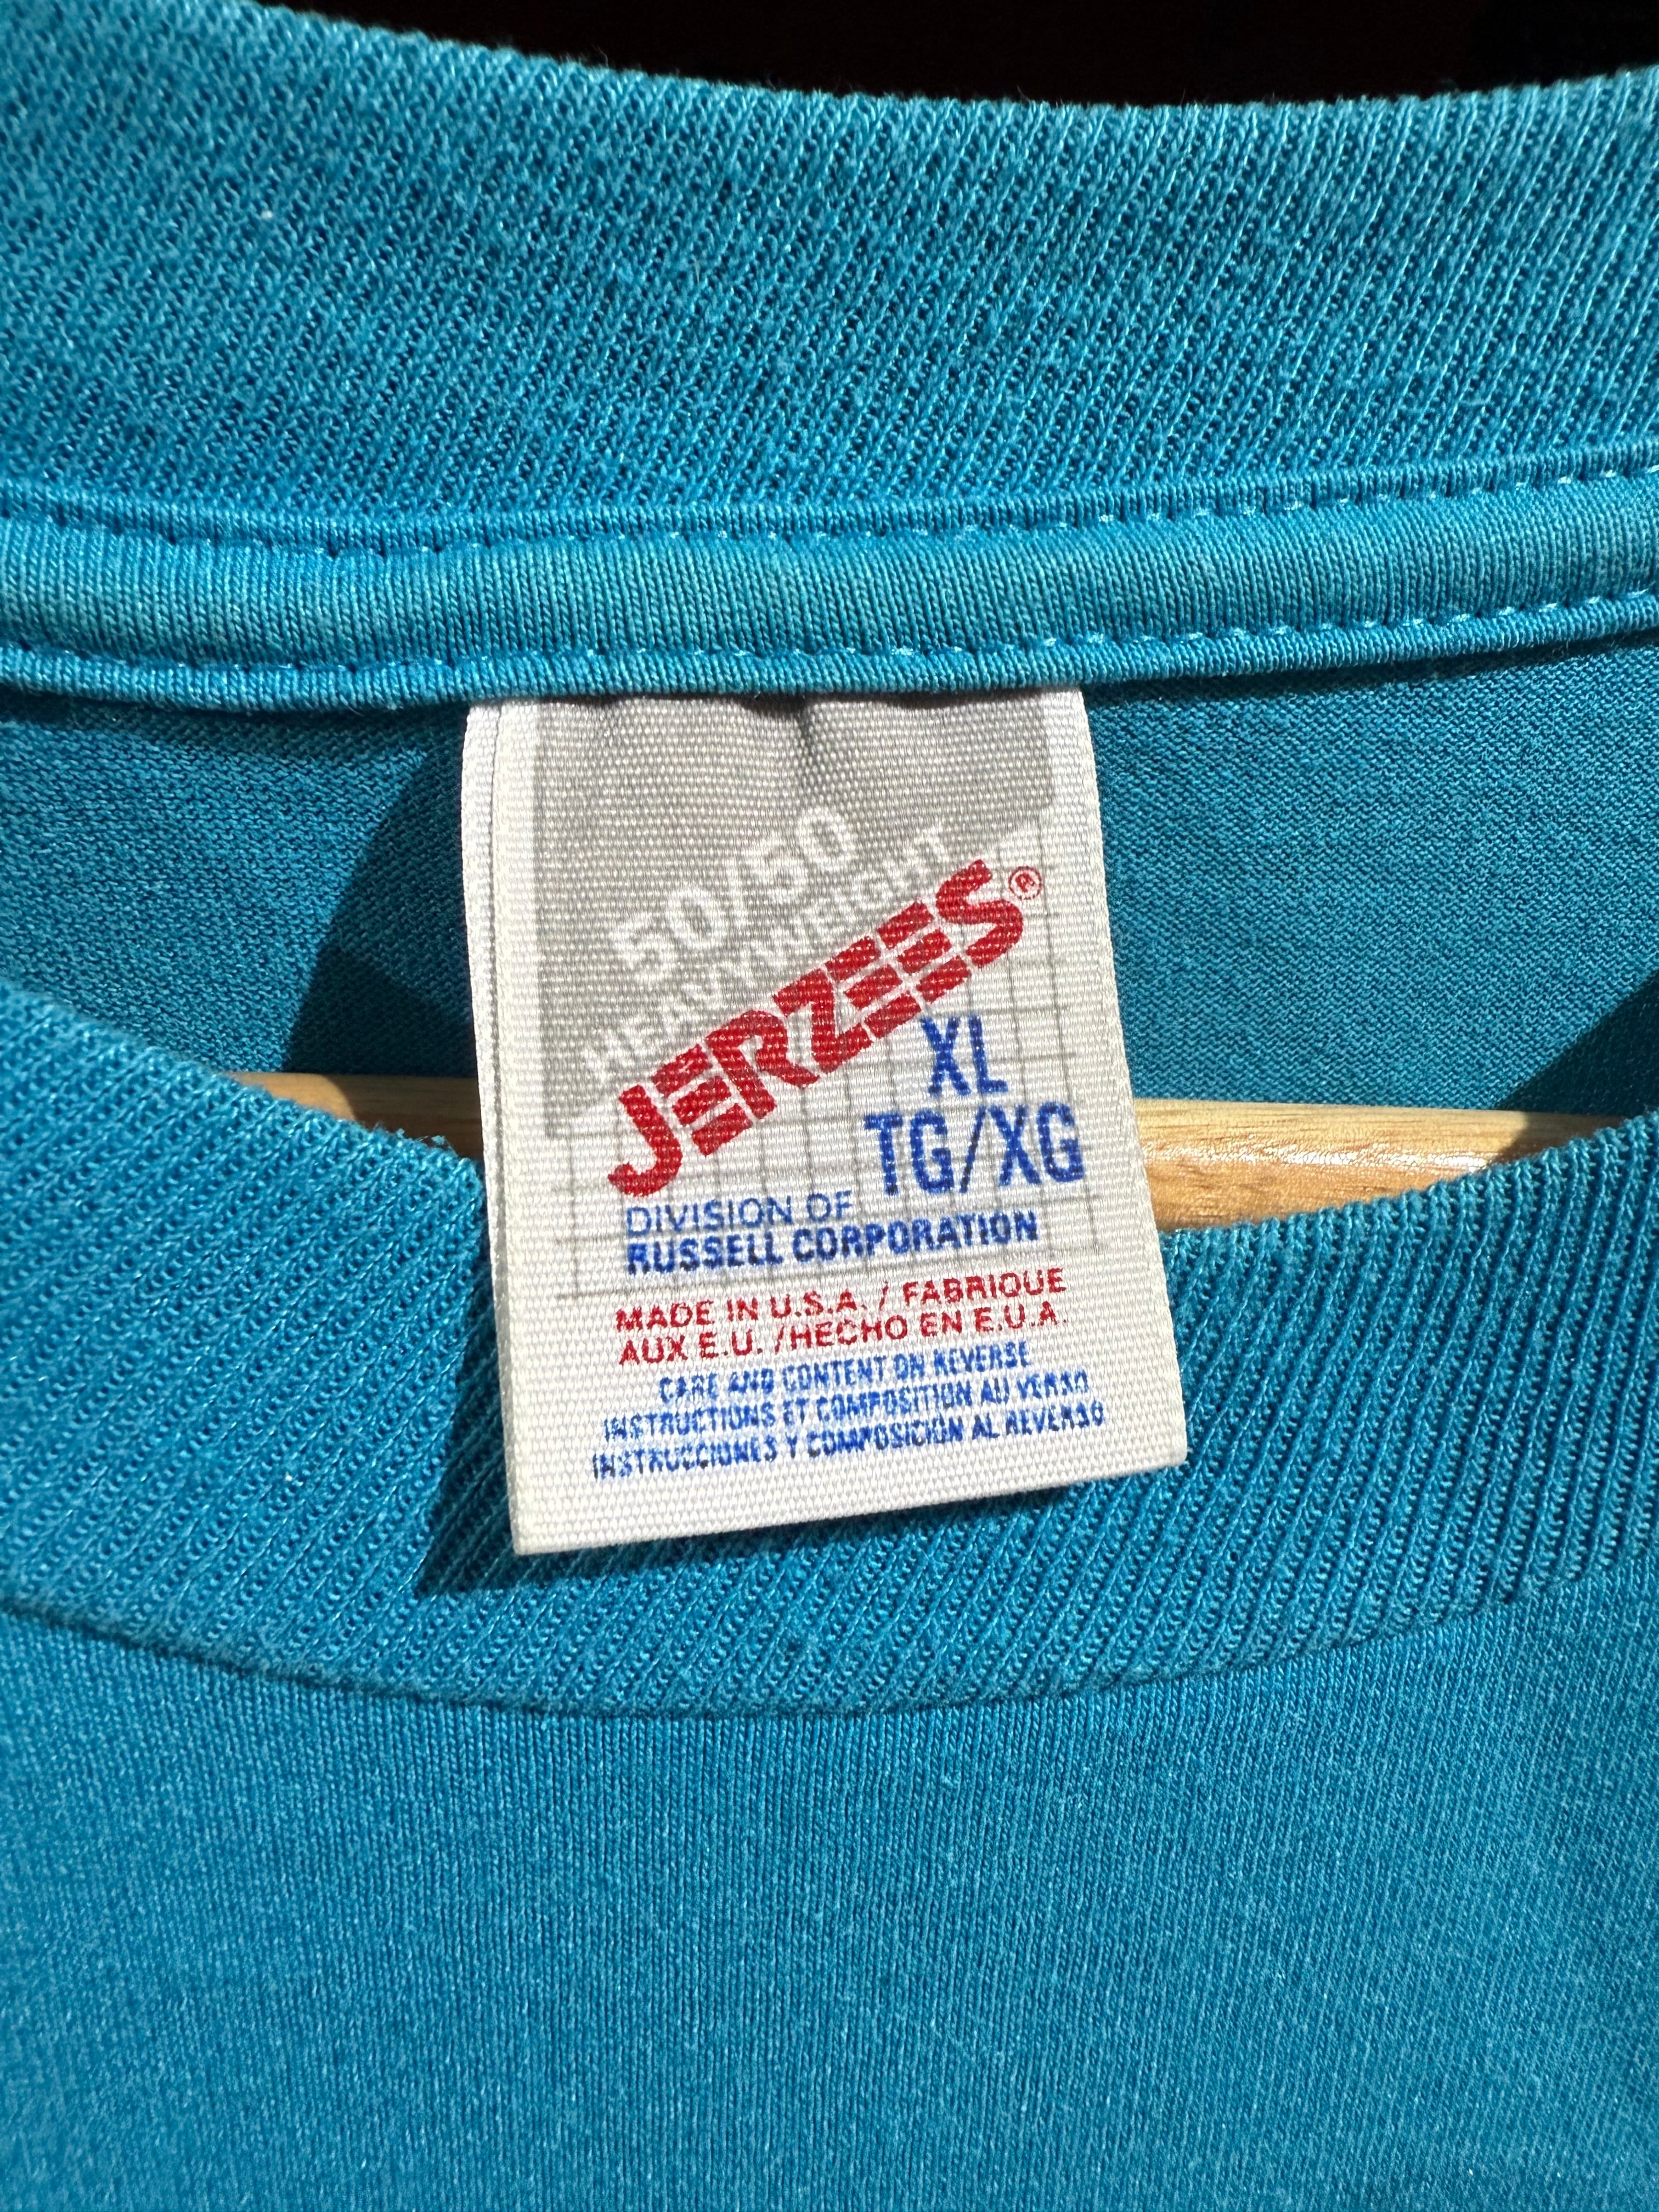 50/50
HEAVYWEIGHT
JERZEES®
XL
TG/XG
DIVISION OF
RUSSELL CORPORATION
MADE IN U.S.A. / FABRIQUE
AUX E.U. /HECHO EN E.U.A.
CARE AND CONTENT ON REVERSE
INSTRUCTIONS ET COMPOSITION AU VERSO
INSTRUCCIONES Y COMPOSICIÓN AL REVERSO